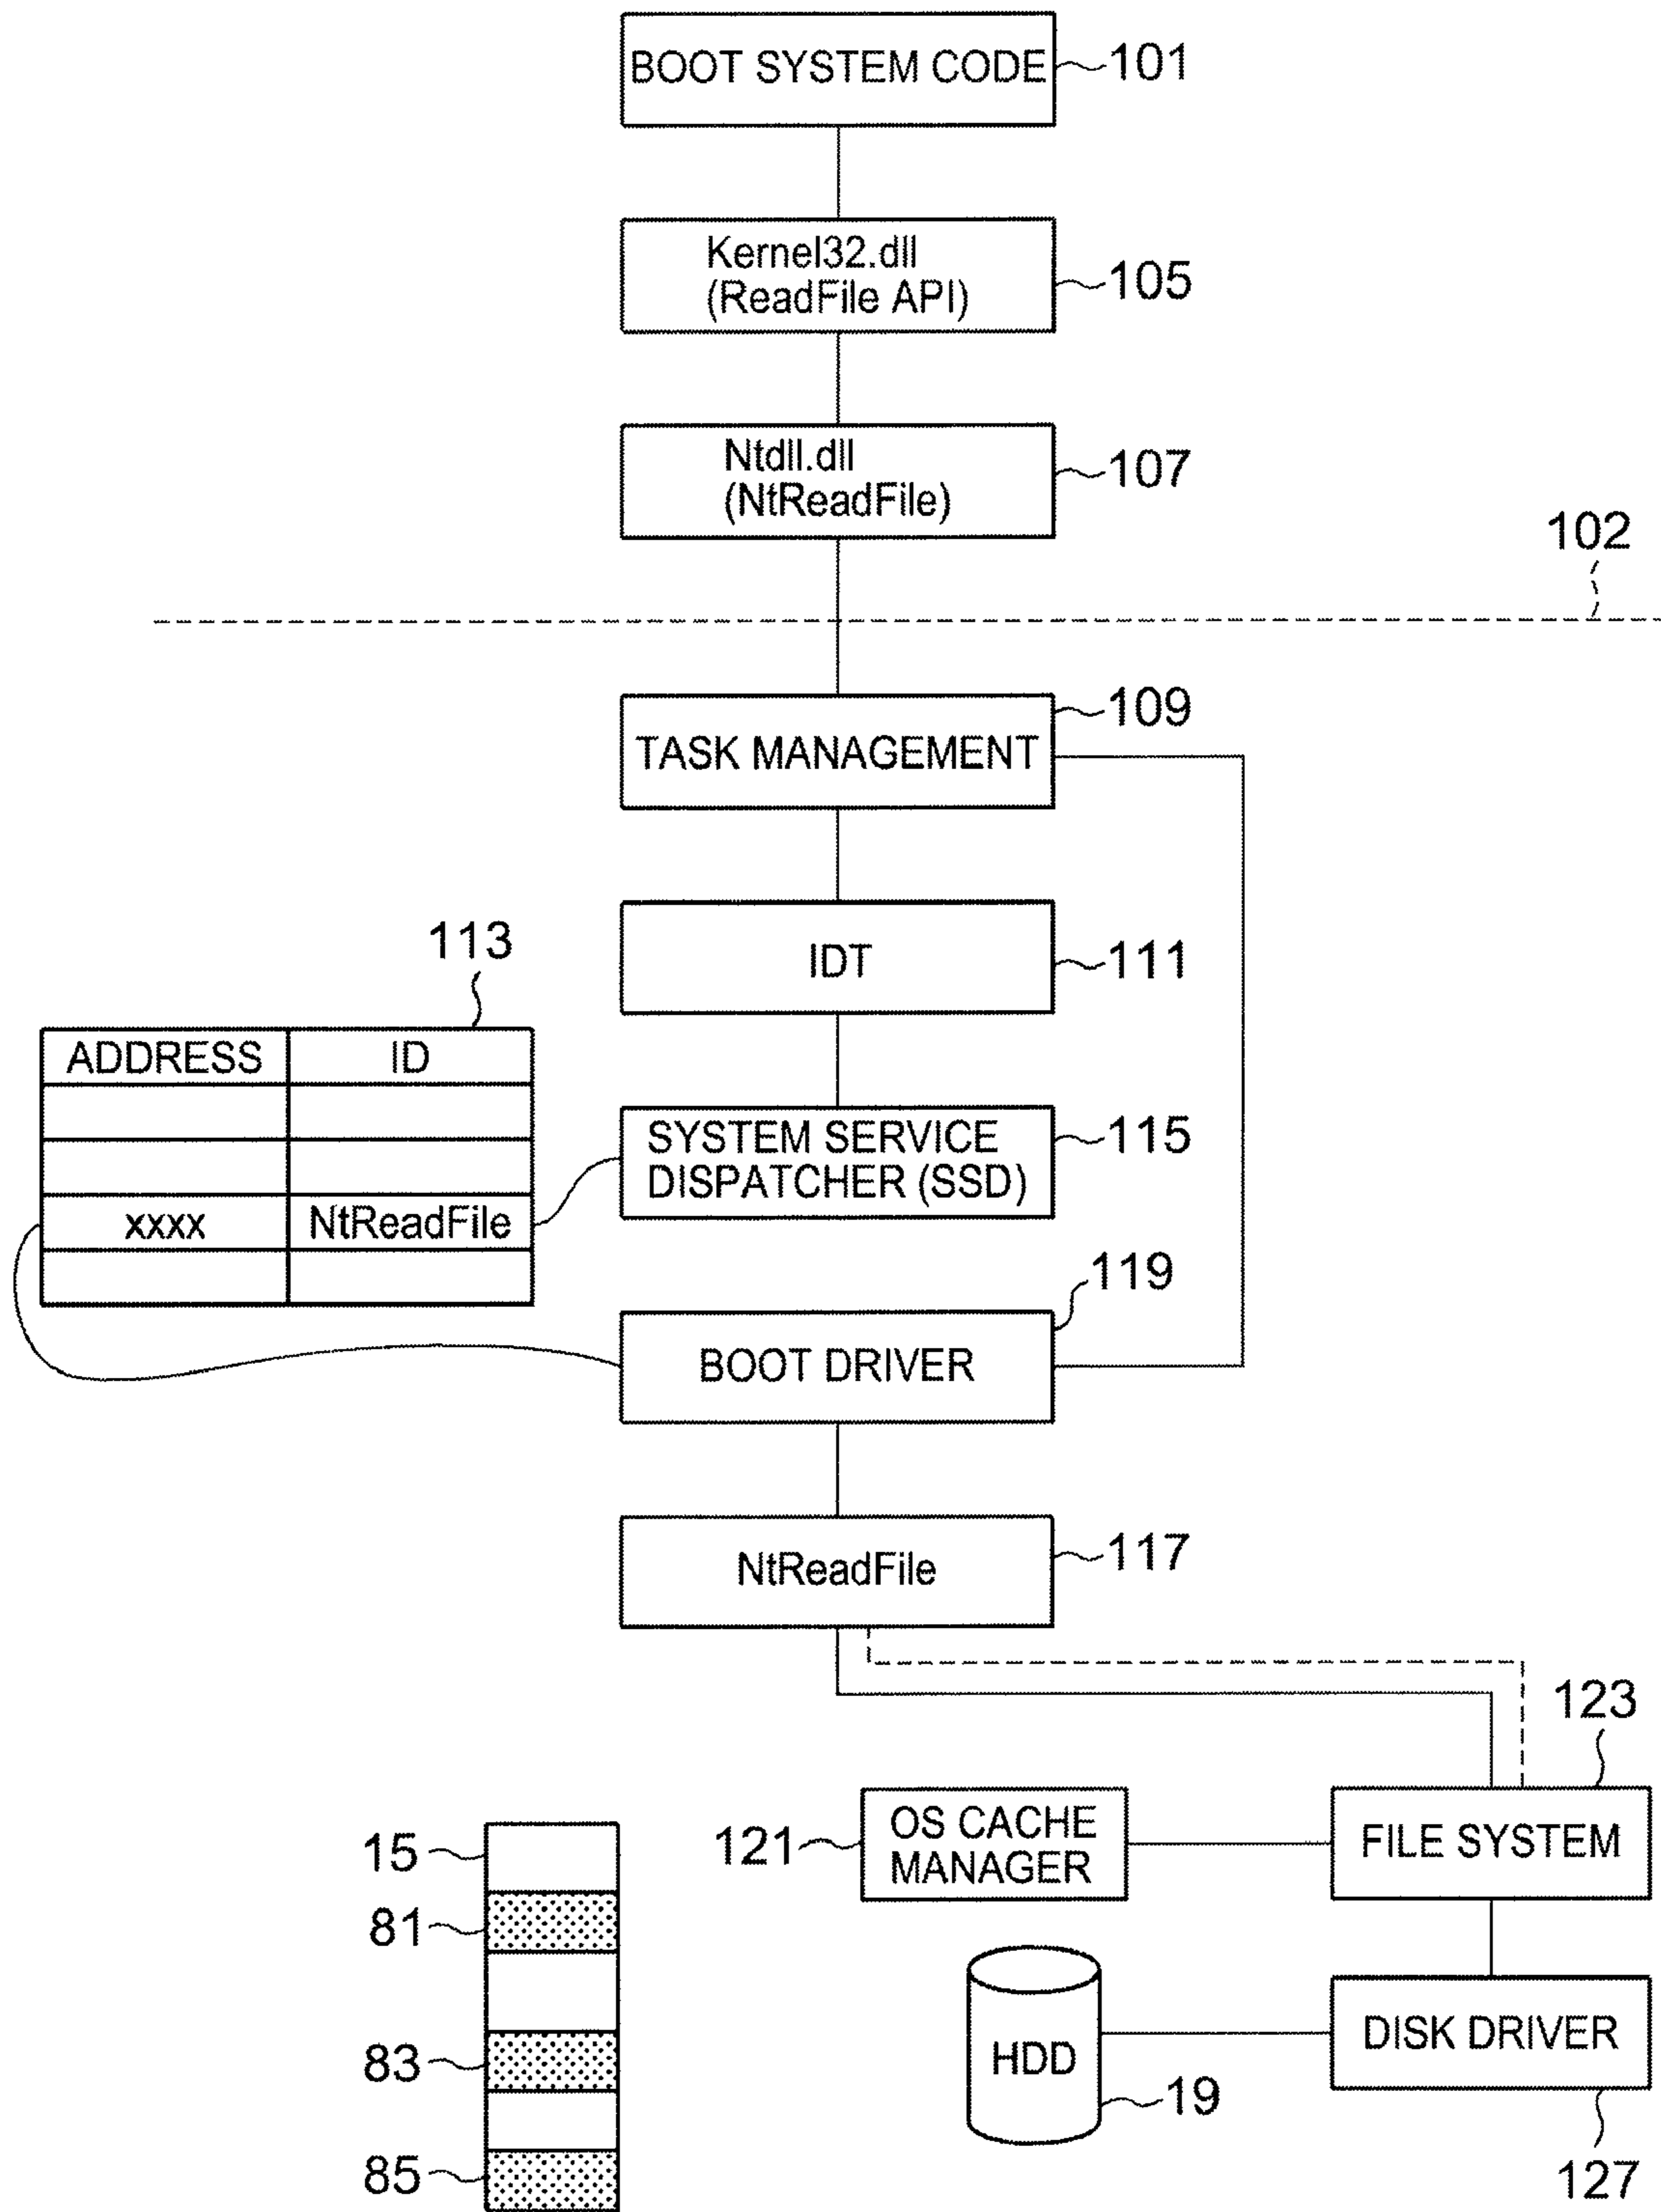 BOOT SYSTEM CODE
101
Kernel32.dll
(ReadFile API)
105
Ntdll.dll
(NtReadFile)
107
102
109
TASK MANAGEMENT
113
IDT
111
ADDRESS ID
SYSTEM SERVICE
DISPATCHER (SSD)
115
xxxx NtReadFile
119
BOOT DRIVER
NtReadFile
117
123
15
121
OS CACHE
MANAGER
FILE SYSTEM
81
83
HDD
19
DISK DRIVER
85
127